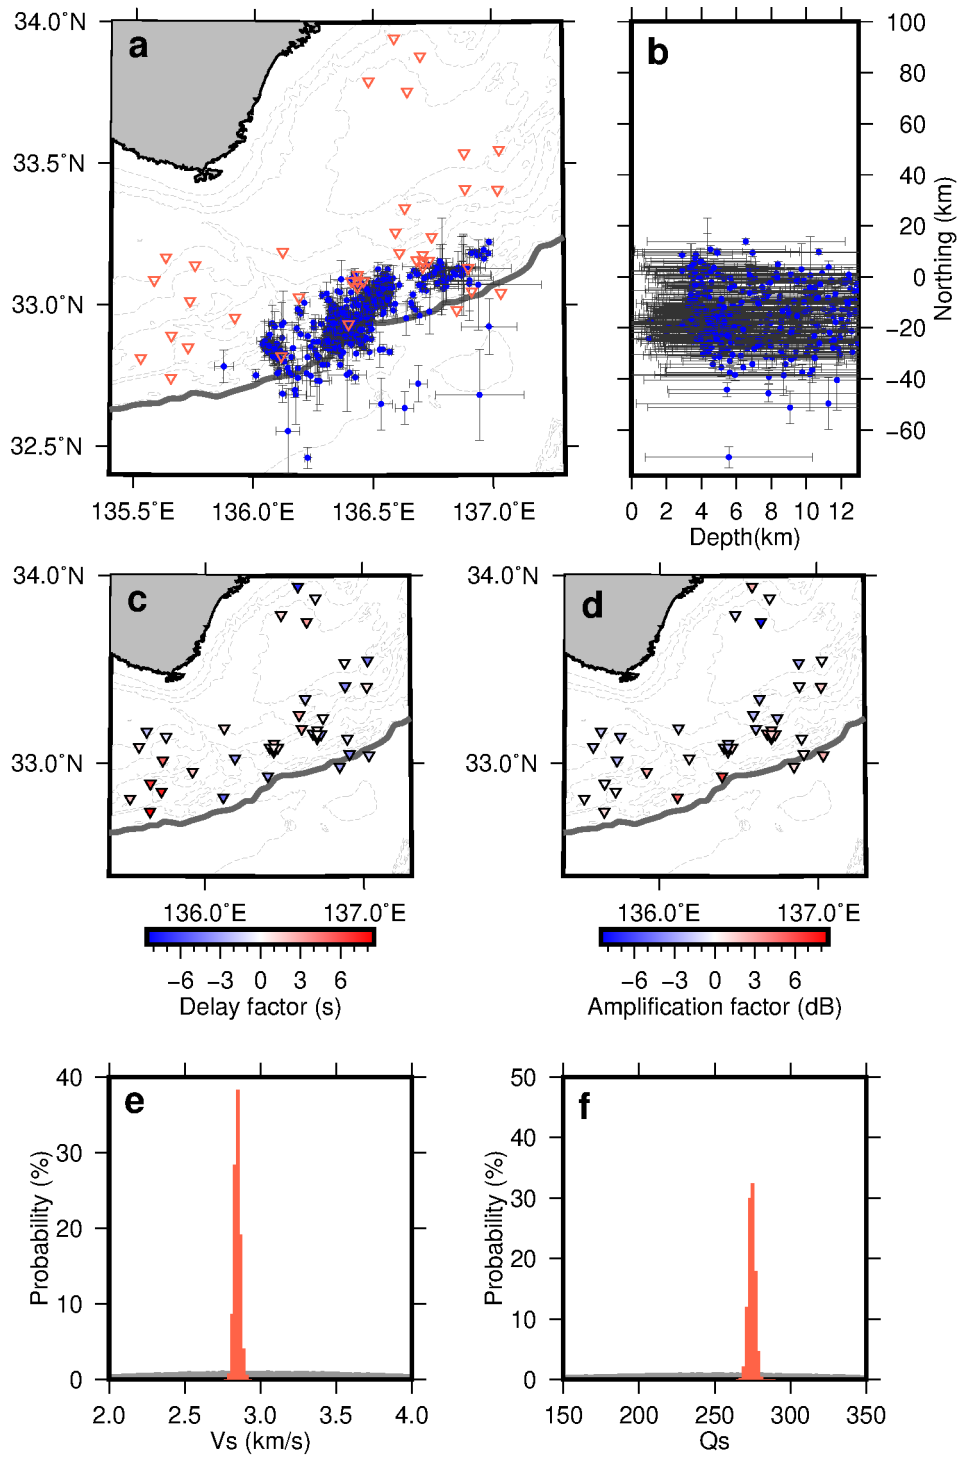 34.0°N
33.5°N
33.0°N
32.5°N
135.5°E 136.0°E 136.5°E 137.0°E
a
b
100
80
60
40
20
0
−20
−40
−60
Northing (km)
0 2 4 6 8 10 12
Depth(km)
c
34.0°N
33.0°N
136.0°E 137.0°E
−6 −3 0 3 6
Delay factor (s)
d
34.0°N
33.0°N
136.0°E 137.0°E
−6 −3 0 3 6
Amplification factor (dB)
e
40
30
20
10
0
Probability (%)
2.0 2.5 3.0 3.5 4.0
Vs (km/s)
f
50
40
30
20
10
0
Probability (%)
150 200 250 300 350
Qs